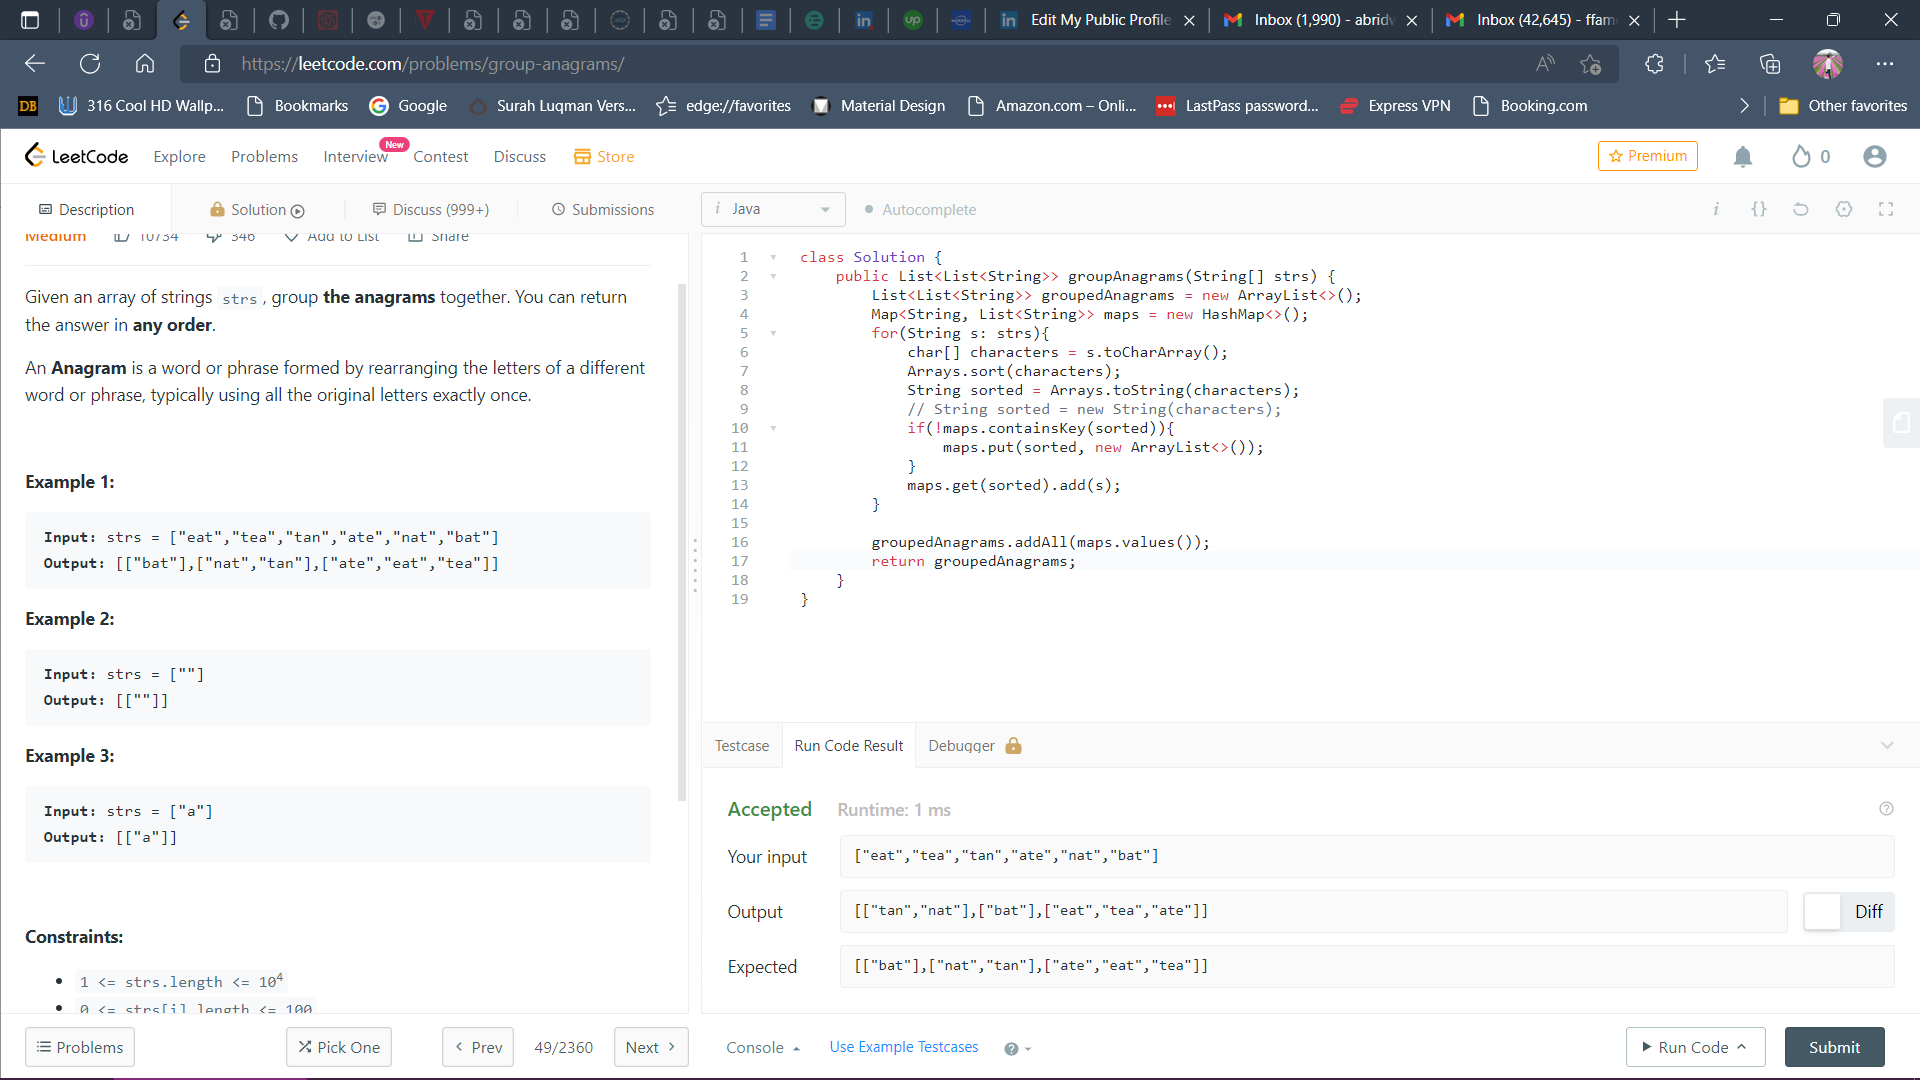 Edit My Public Profile
Inbox (1,990) - abridw
Inbox (42,645) - ffam
https://leetcode.com/problems/group-anagrams/
DB
316 Cool HD Wallp...
Bookmarks
Google
Surah Luqman Vers...
edge://favorites
Material Design
Amazon.com – Onli...
LastPass password...
Express VPN
Booking.com
Other favorites
LeetCode
Explore
Problems
Interview
New
Contest
Discuss
Store
Premium
0
Description
Solution
Discuss (999+)
Submissions
i Java
Autocomplete
Medium 10734 346 Add to List Share
Given an array of strings strs, group the anagrams together. You can return
the answer in any order.
An Anagram is a word or phrase formed by rearranging the letters of a different
word or phrase, typically using all the original letters exactly once.
Example 1:
Input: strs = ["eat","tea","tan","ate","nat","bat"]
Output: [["bat"],["nat","tan"],["ate","eat","tea"]]
Example 2:
Input: strs = [""]
Output: [[""]]
Example 3:
Input: strs = ["a"]
Output: [["a"]]
Constraints:
1 <= strs.length <= 10⁴
0 <= strs[i].length <= 100
1 class Solution {
2 public List<List<String>> groupAnagrams(String[] strs) {
3 List<List<String>> groupedAnagrams = new ArrayList<>();
4 Map<String, List<String>> maps = new HashMap<>();
5 for(String s: strs){
6 char[] characters = s.toCharArray();
7 Arrays.sort(characters);
8 String sorted = Arrays.toString(characters);
9 // String sorted = new String(characters);
10 if(!maps.containsKey(sorted)){
11 maps.put(sorted, new ArrayList<>());
12 }
13 maps.get(sorted).add(s);
14 }
15
16 groupedAnagrams.addAll(maps.values());
17 return groupedAnagrams;
18 }
19 }
Testcase
Run Code Result
Debugger
Accepted
Runtime: 1 ms
Your input
["eat","tea","tan","ate","nat","bat"]
Output
[["tan","nat"],["bat"],["eat","tea","ate"]]
Diff
Expected
[["bat"],["nat","tan"],["ate","eat","tea"]]
Problems
Pick One
Prev
49/2360
Next
Console
Use Example Testcases
Run Code
Submit